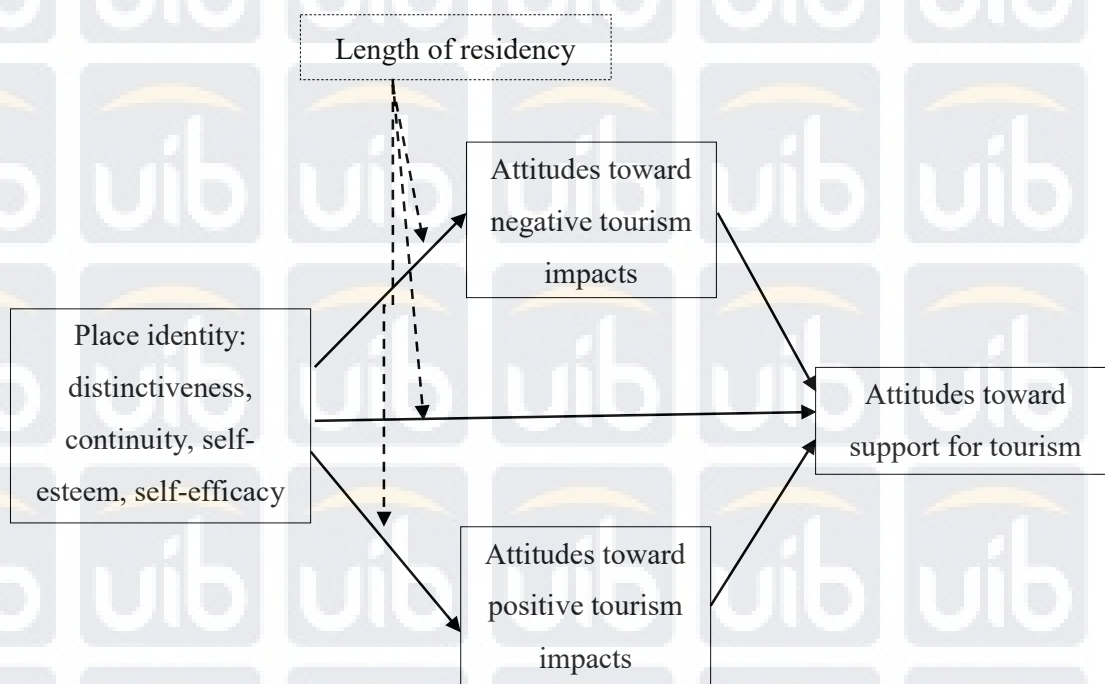 Length of residency
Attitudes toward
negative tourism
impacts
Place identity:
distinctiveness,
continuity, self-
esteem, self-efficacy
Attitudes toward
support for tourism
Attitudes toward
positive tourism
impacts
uib